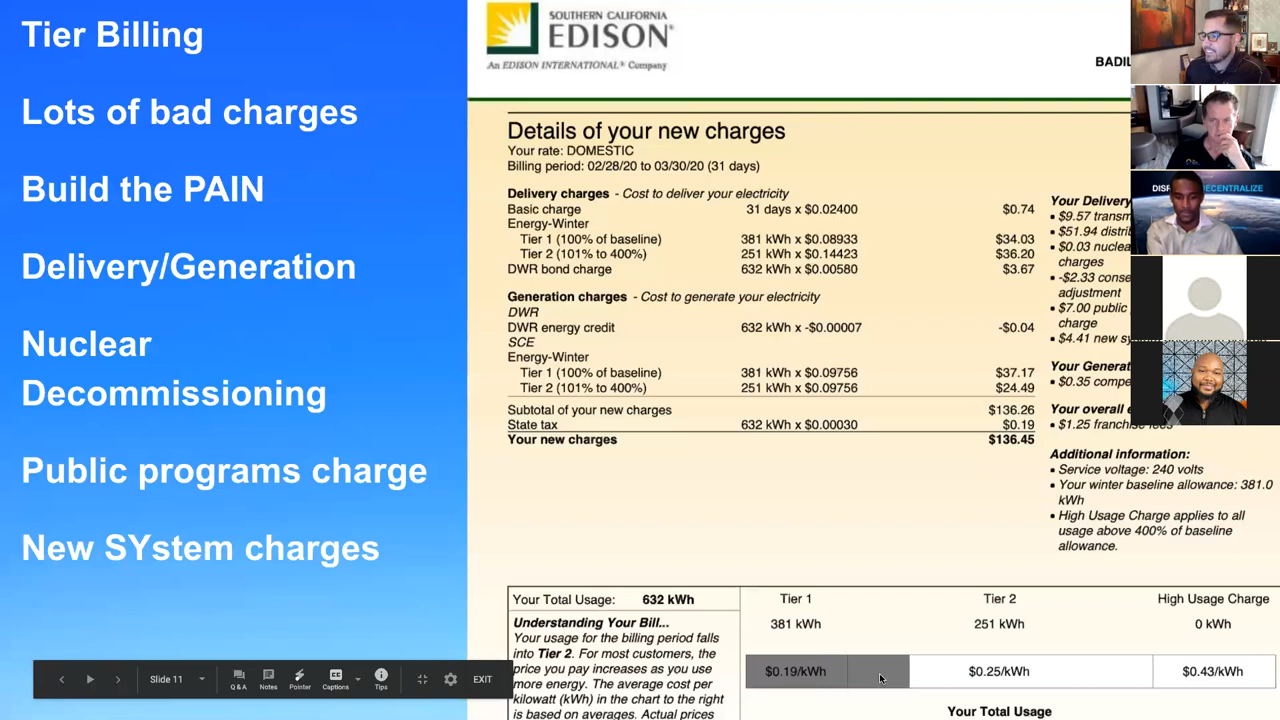 Tier Billing
Lots of bad charges
Build the PAIN
Delivery/Generation
Nuclear
Decommissioning
Public programs charge
New SYstem charges
SOUTHERN CALIFORNIA
EDISON®
An EDISON INTERNATIONAL® Company
Details of your new charges
Your rate: DOMESTIC
Billing period: 02/28/20 to 03/30/20 (31 days)
Delivery charges - Cost to deliver your electricity
Basic charge 31 days x $0.02400 $0.74
Energy-Winter
Tier 1 (100% of baseline) 381 kWh x $0.08933 $34.03
Tier 2 (101% to 400%) 251 kWh x $0.14423 $36.20
DWR bond charge 632 kWh x $0.00580 $3.67
Generation charges - Cost to generate your electricity
DWR
DWR energy credit 632 kWh x -$0.00007 -$0.04
SCE
Energy-Winter
Tier 1 (100% of baseline) 381 kWh x $0.09756 $37.17
Tier 2 (101% to 400%) 251 kWh x $0.09756 $24.49
Subtotal of your new charges $136.26
State tax 632 kWh x $0.00030 $0.19
Your new charges $136.45
Your Delivery
• $9.57
• $51.94
• $0.03
charges
• -$2.33
adjustment
• $7.00 public
charge
• $4.41 new
Your
• $0.35
Your overall
• $1.25
Additional information:
• Service voltage: 240 volts
• Your winter baseline allowance: 381.0
kWh
• High Usage Charge applies to all
usage above 400% of baseline
allowance.
Your Total Usage: 632 kWh
Understanding Your Bill...
Your usage for the billing period falls
into Tier 2. For most customers, the
price you pay increases as you use
more energy. The average cost per
kilowatt (kWh) in the chart to the right
is based on averages. Actual prices
Tier 1 Tier 2 High Usage Charge
381 kWh 251 kWh 0 kWh
$0.19/kWh $0.25/kWh $0.43/kWh
Your Total Usage
Slide 11 Q & A Notes Pointer Captions Tips EXIT